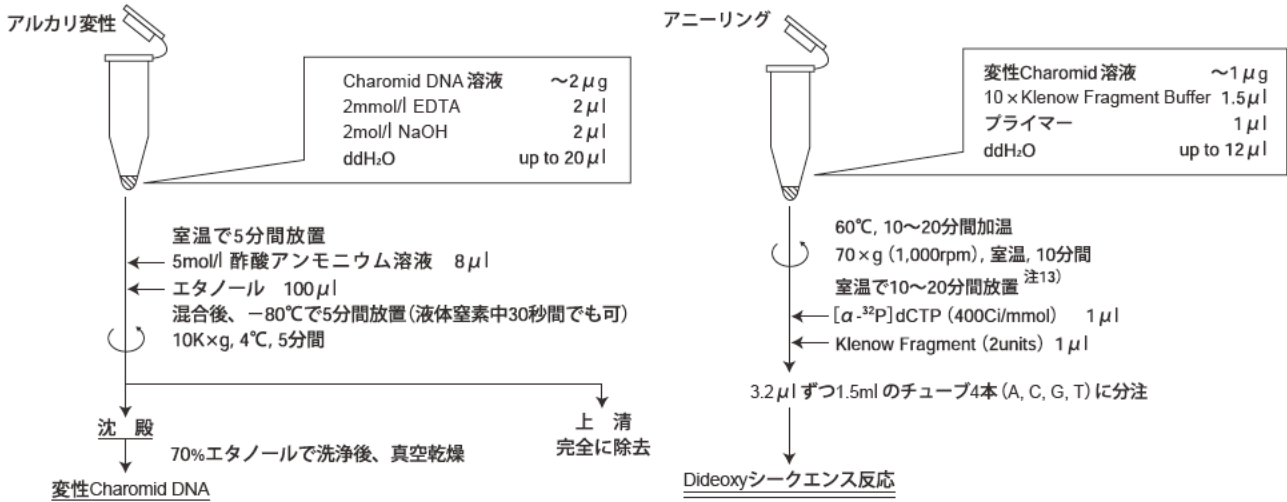 アルカリ変性
Charomid DNA 溶液 ～2μg
2mmol/l EDTA 2μl
2mol/l NaOH 2μl
ddH₂O up to 20μl
室温で5分間放置
5mol/l 酢酸アンモニウム溶液 8μl
エタノール 100μl
混合後、－80℃で5分間放置(液体窒素中30秒間でも可)
10K×g, 4℃, 5分間
沈 殿
上 清
完全に除去
70%エタノールで洗浄後、真空乾燥
変性Charomid DNA
アニーリング
変性Charomid 溶液 ～1μg
10×Klenow Fragment Buffer 1.5μl
プライマー 1μl
ddH₂O up to 12μl
60℃, 10～20分間加温
70×g (1,000rpm), 室温, 10分間
室温で10～20分間放置 注13)
[α-³²P]dCTP (400Ci/mmol) 1μl
Klenow Fragment (2units) 1μl
3.2μl ずつ1.5ml のチューブ4本 (A, C, G, T) に分注
Dideoxyシークエンス反応